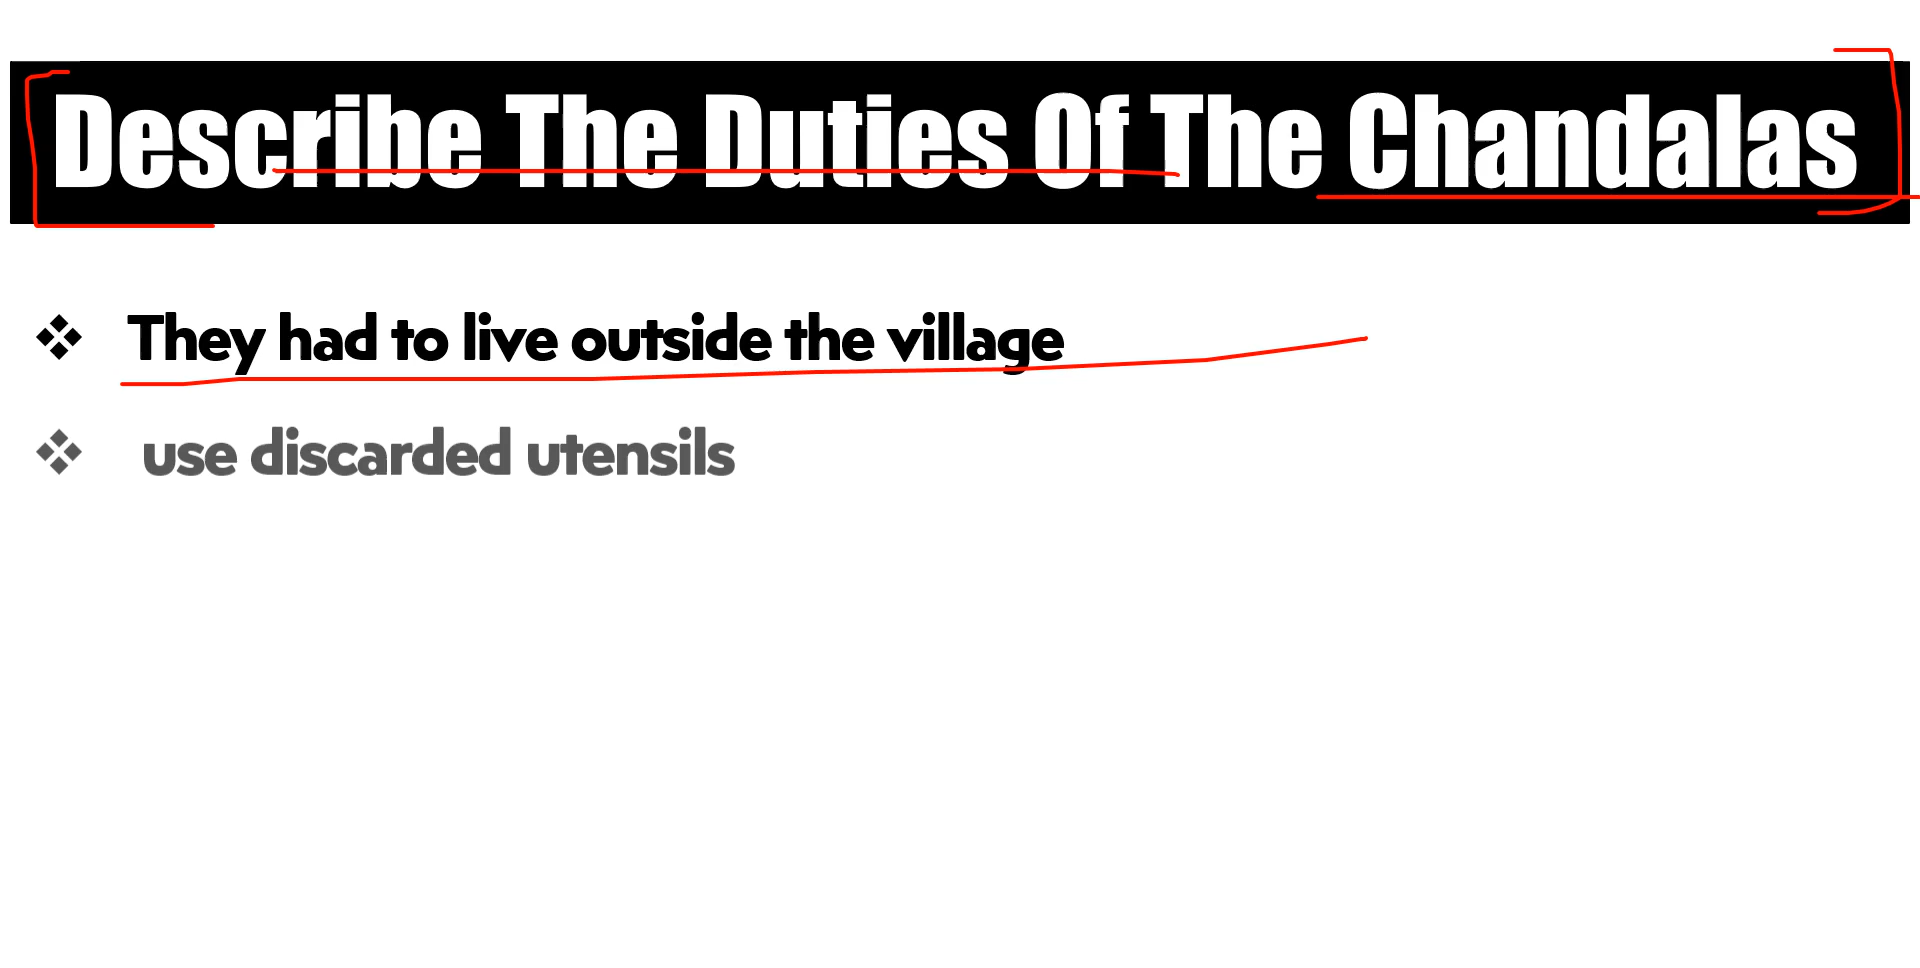 Describe The Duties Of The Chandalas
❖ They had to live outside the village
❖ use discarded utensils